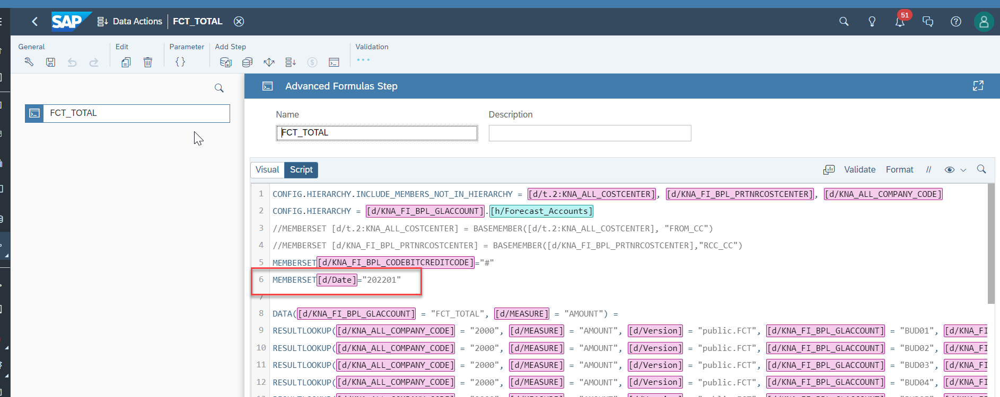 SAP Data Actions FCT_TOTAL 51
General Edit Parameter Add Step Validation
Advanced Formulas Step
FCT_TOTAL
Name Description
FCT_TOTAL
Visual Script Validate Format //
1 CONFIG.HIERARCHY.INCLUDE_MEMBERS_NOT_IN_HIERARCHY = [d/t.2:KNA_ALL_COSTCENTER], [d/KNA_FI_BPL_PRTNRCOSTCENTER], [d/KNA_ALL_COMPANY_CODE]
2 CONFIG.HIERARCHY = [d/KNA_FI_BPL_GLACCOUNT].[h/Forecast_Accounts]
3 //MEMBERSET [d/t.2:KNA_ALL_COSTCENTER] = BASEMEMBER([d/t.2:KNA_ALL_COSTCENTER], "FROM_CC")
4 //MEMBERSET [d/KNA_FI_BPL_PRTNRCOSTCENTER] = BASEMEMBER([d/KNA_FI_BPL_PRTNRCOSTCENTER],"RCC_CC")
5 MEMBERSET[d/KNA_FI_BPL_CODEBITCREDITCODE]="#"
6 MEMBERSET[d/Date]="202201"
7
8 DATA([d/KNA_FI_BPL_GLACCOUNT] = "FCT_TOTAL", [d/MEASURE] = "AMOUNT") =
9 RESULTLOOKUP([d/KNA_ALL_COMPANY_CODE] = "2000", [d/MEASURE] = "AMOUNT", [d/Version] = "public.FCT", [d/KNA_FI_BPL_GLACCOUNT] = "BUD01", [d/KNA_FI
10 RESULTLOOKUP([d/KNA_ALL_COMPANY_CODE] = "2000", [d/MEASURE] = "AMOUNT", [d/Version] = "public.FCT", [d/KNA_FI_BPL_GLACCOUNT] = "BUD02", [d/KNA_FI
11 RESULTLOOKUP([d/KNA_ALL_COMPANY_CODE] = "2000", [d/MEASURE] = "AMOUNT", [d/Version] = "public.FCT", [d/KNA_FI_BPL_GLACCOUNT] = "BUD03", [d/KNA_FI
12 RESULTLOOKUP([d/KNA_ALL_COMPANY_CODE] = "2000", [d/MEASURE] = "AMOUNT", [d/Version] = "public.FCT", [d/KNA_FI_BPL_GLACCOUNT] = "BUD04", [d/KNA_FI